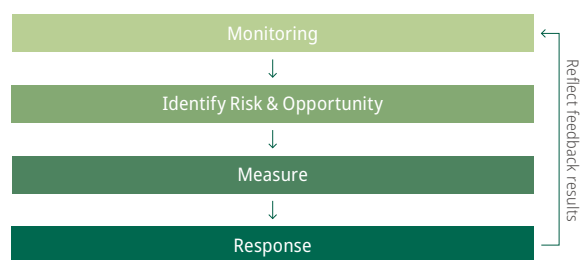 Monitoring
Identify Risk & Opportunity
Measure
Response
Reflect feedback results